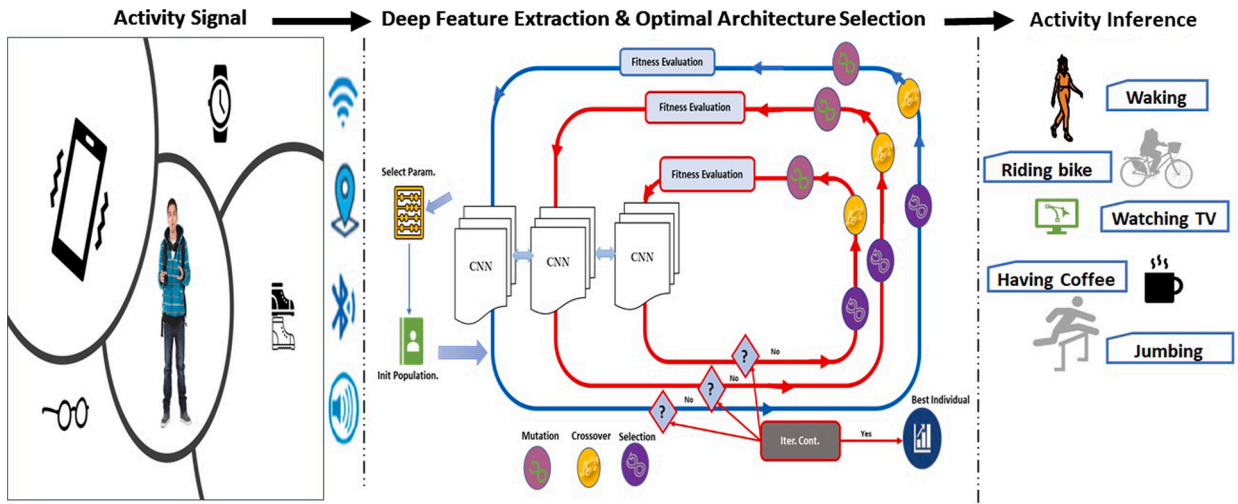 Activity Signal
Deep Feature Extraction & Optimal Architecture Selection
Activity Inference
Fitness Evaluation
Fitness Evaluation
Fitness Evaluation
Select Param.
CNN
CNN
CNN
Init Population.
?
No
?
No
?
No
Iter. Cont.
Yes
Best Individual
Mutation
Crossover
Selection
Waking
Riding bike
Watching TV
Having Coffee
Jumbing